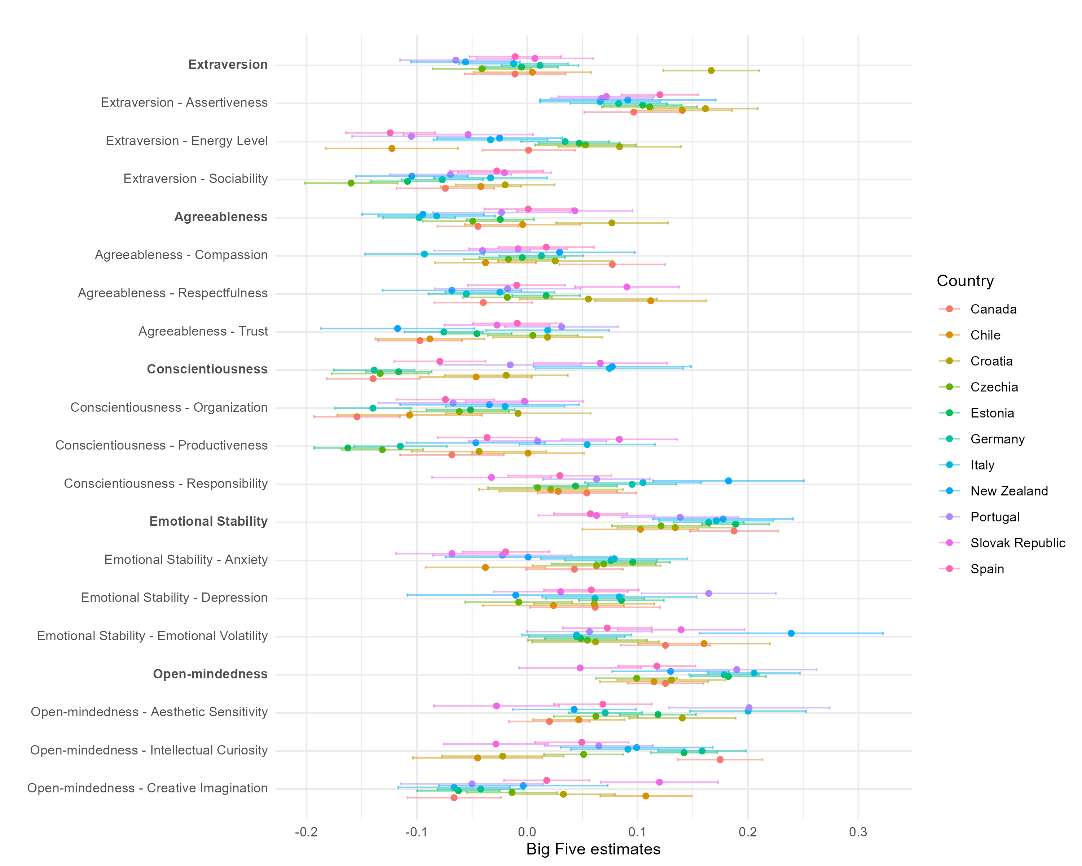 Extraversion
Extraversion - Assertiveness
Extraversion - Energy Level
Extraversion - Sociability
Agreeableness
Agreeableness - Compassion
Agreeableness - Respectfulness
Agreeableness - Trust
Conscientiousness
Conscientiousness - Organization
Conscientiousness - Productiveness
Conscientiousness - Responsibility
Emotional Stability
Emotional Stability - Anxiety
Emotional Stability - Depression
Emotional Stability - Emotional Volatility
Open-mindedness
Open-mindedness - Aesthetic Sensitivity
Open-mindedness - Intellectual Curiosity
Open-mindedness - Creative Imagination
-0.2 -0.1 0.0 0.1 0.2 0.3
Big Five estimates
Country
Canada
Chile
Croatia
Czechia
Estonia
Germany
Italy
New Zealand
Portugal
Slovak Republic
Spain